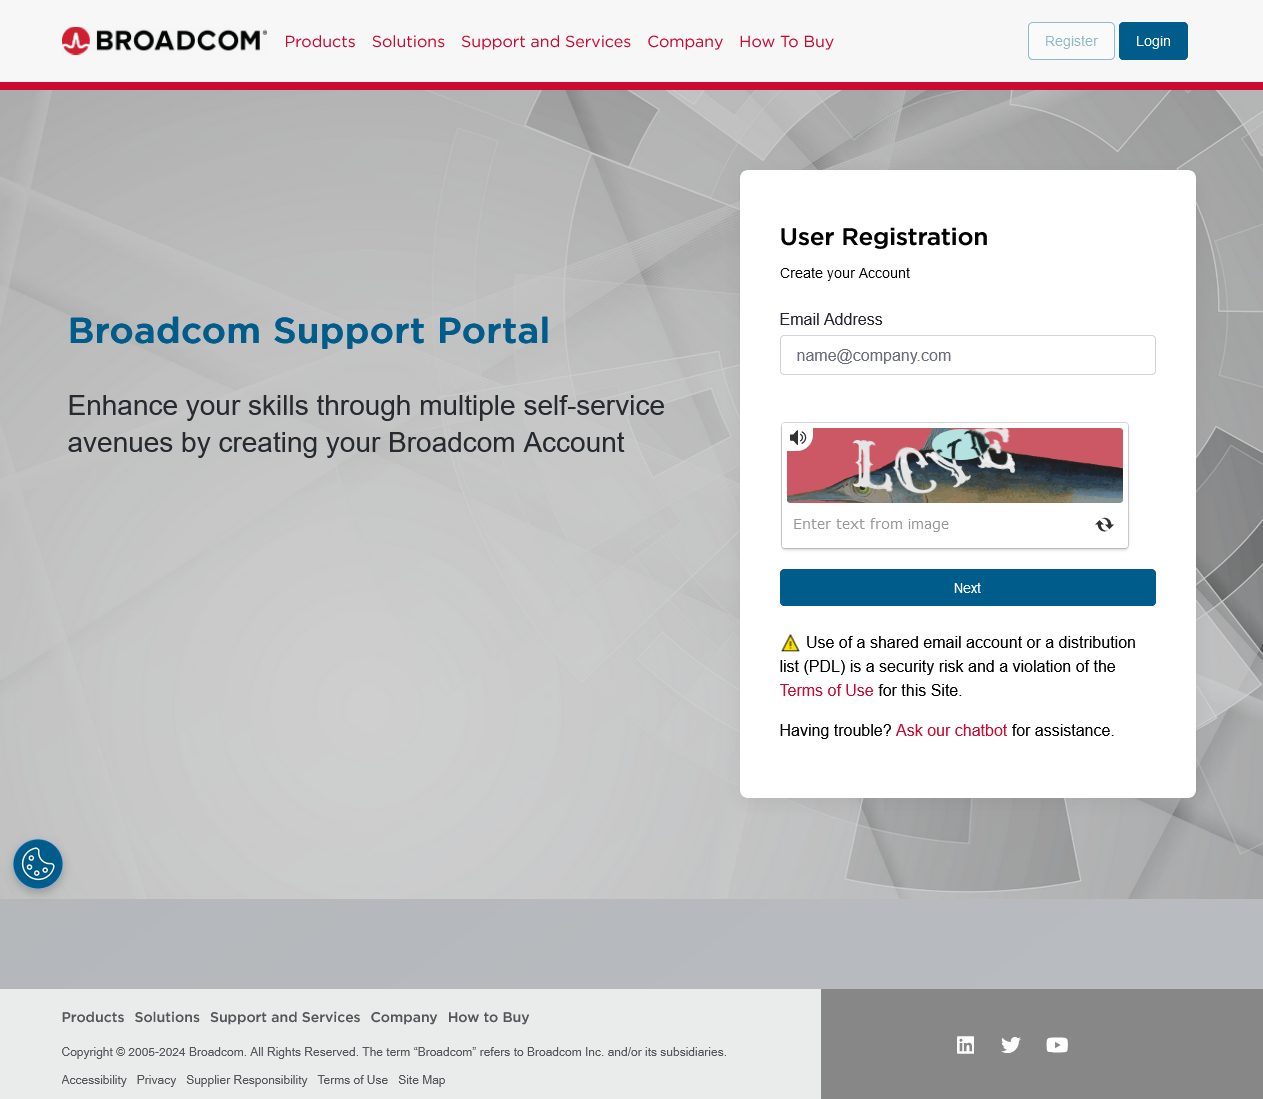 BROADCOM
Products Solutions Support and Services Company How To Buy
Register Login
Broadcom Support Portal
Enhance your skills through multiple self-service
avenues by creating your Broadcom Account
User Registration
Create your Account
Email Address
name@company.com
Enter text from image
Next
Use of a shared email account or a distribution
list (PDL) is a security risk and a violation of the
Terms of Use for this Site.
Having trouble? Ask our chatbot for assistance.
Products Solutions Support and Services Company How to Buy
Copyright © 2005-2024 Broadcom. All Rights Reserved. The term “Broadcom” refers to Broadcom Inc. and/or its subsidiaries.
Accessibility Privacy Supplier Responsibility Terms of Use Site Map